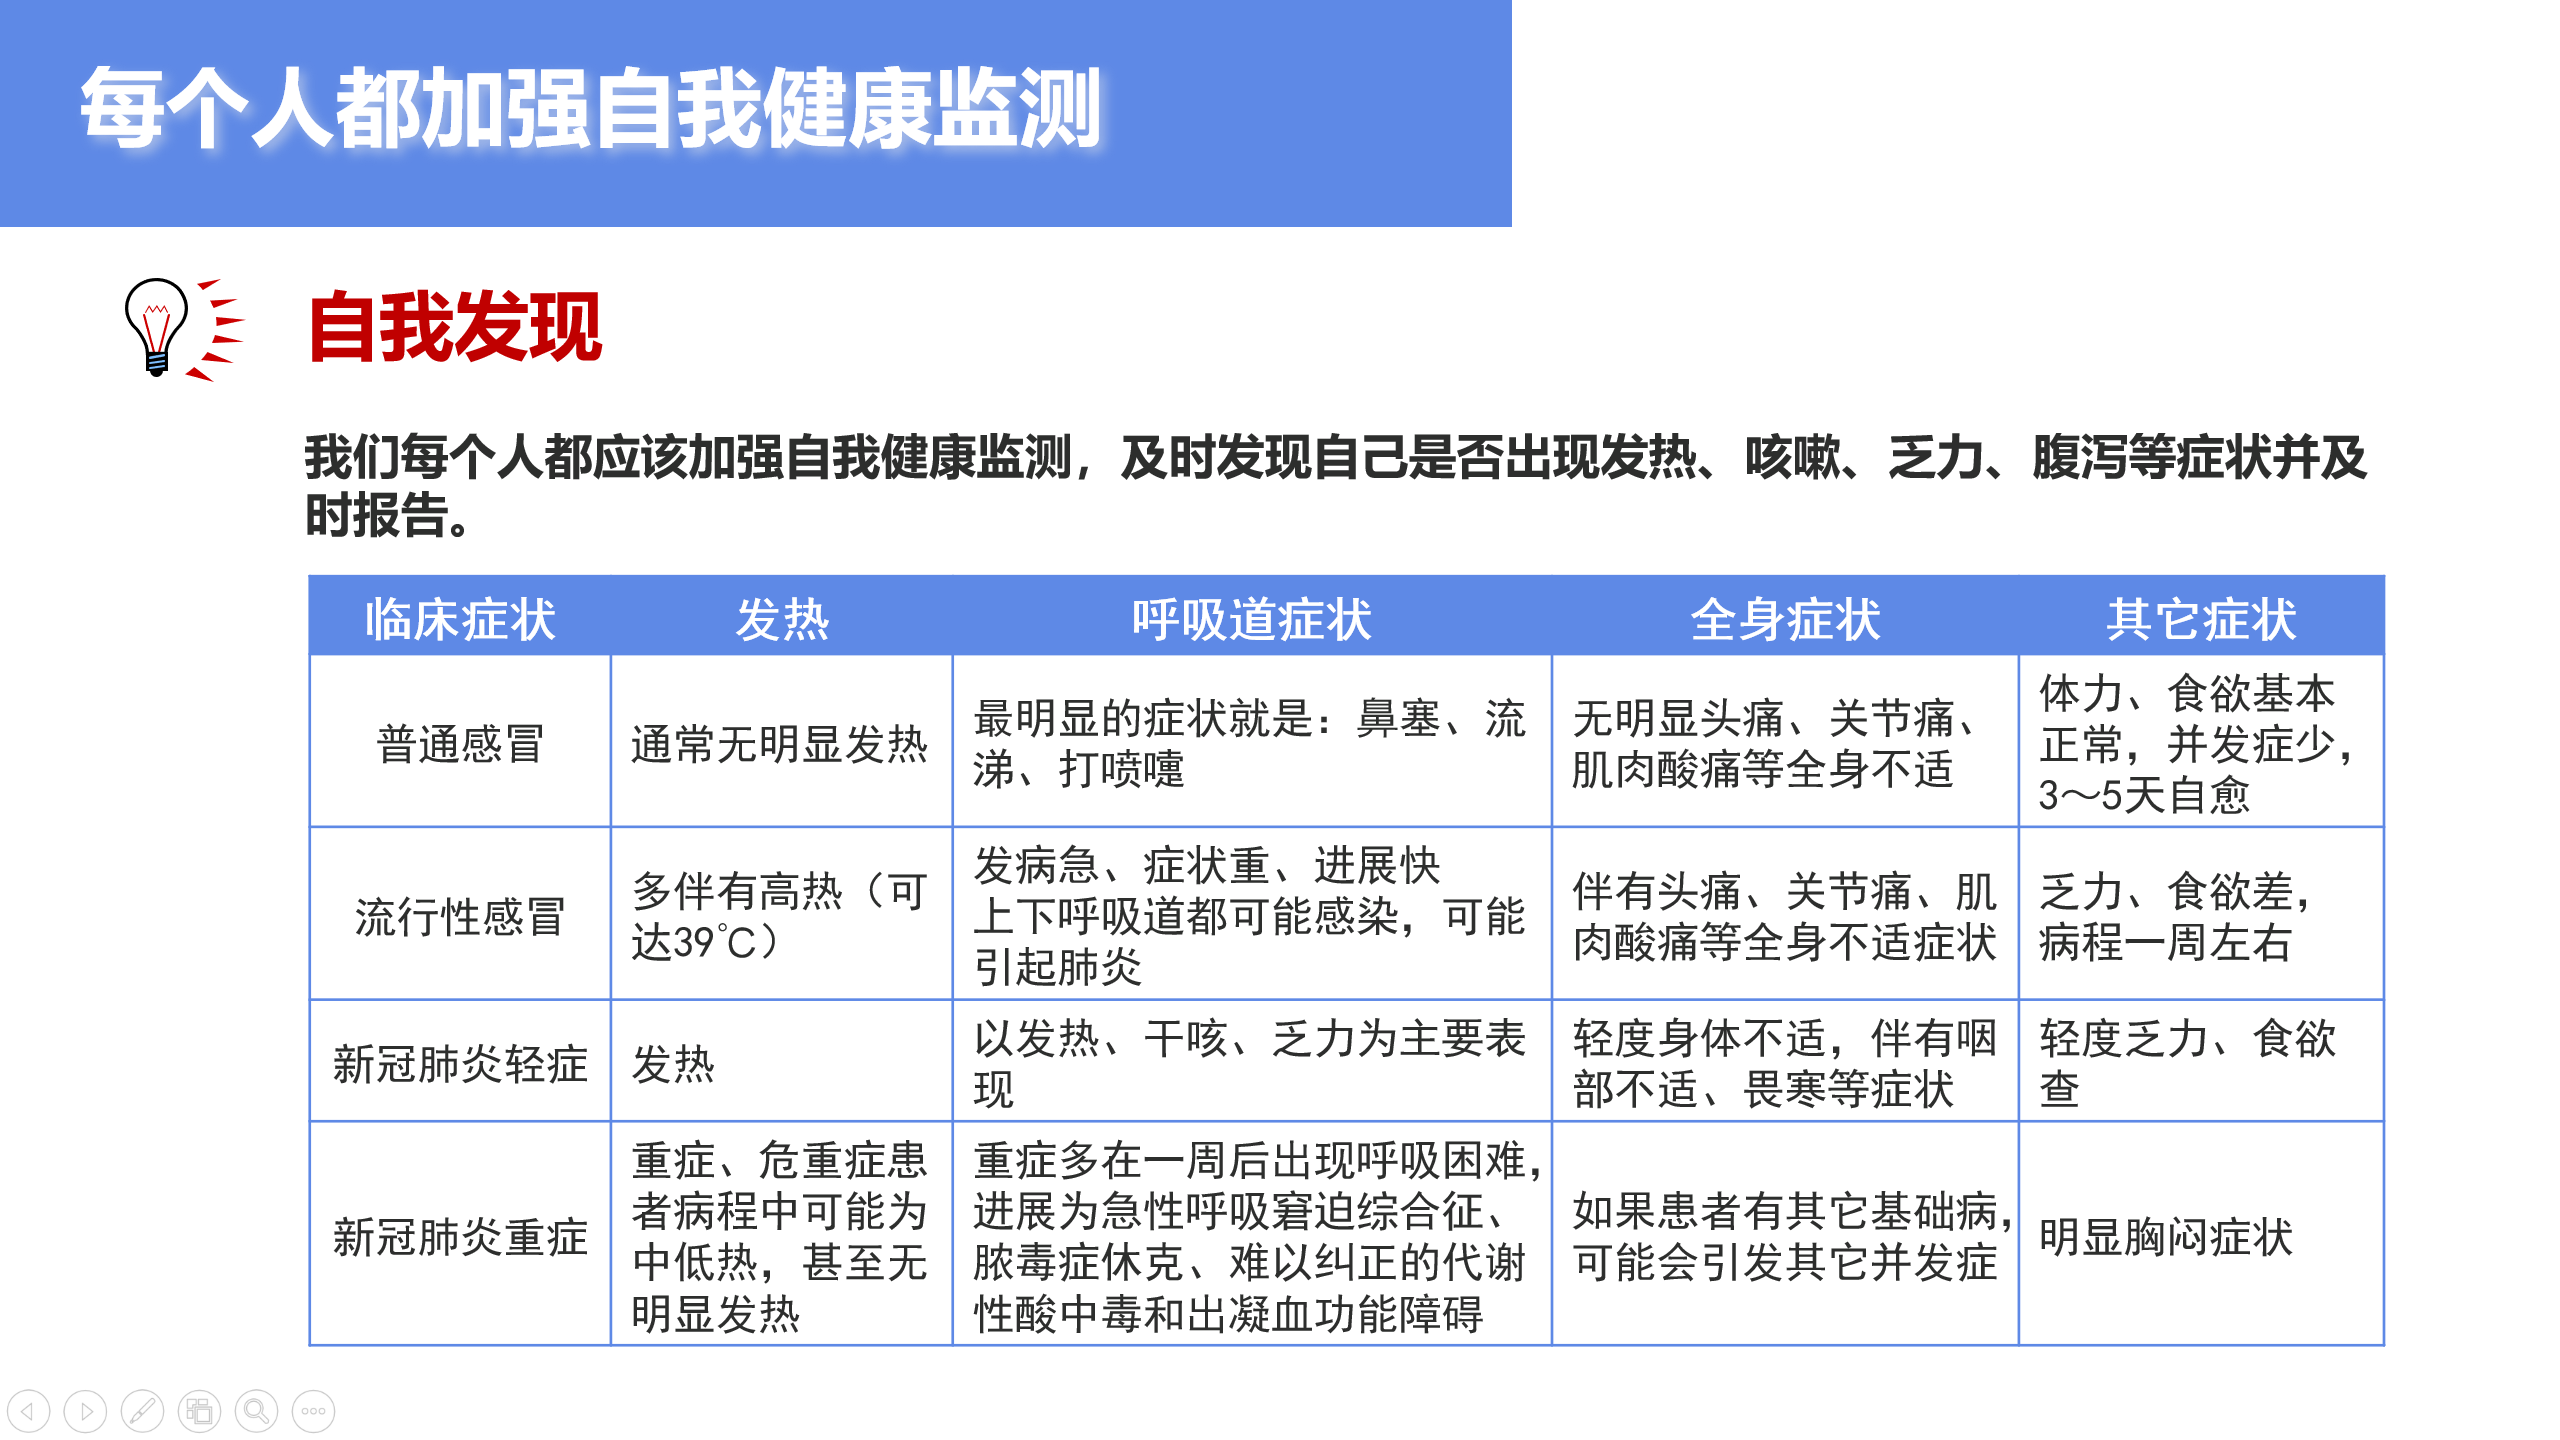 每个人都加强自我健康监测
自我发现
我们每个人都应该加强自我健康监测，及时发现自己是否出现发热、咳嗽、乏力、腹泻等症状并及
时报告。
临床症状 发热 呼吸道症状 全身症状 其它症状
普通感冒
通常无明显发热
最明显的症状就是：鼻塞、流
涕、打喷嚏
无明显头痛、关节痛、
肌肉酸痛等全身不适
体力、食欲基本
正常，并发症少，
3～5天自愈
流行性感冒
多伴有高热（可
达39℃）
发病急、症状重、进展快
上下呼吸道都可能感染，可能
引起肺炎
伴有头痛、关节痛、肌
肉酸痛等全身不适症状
乏力、食欲差，
病程一周左右
新冠肺炎轻症
发热
以发热、干咳、乏力为主要表
现
轻度身体不适，伴有咽
部不适、畏寒等症状
轻度乏力、食欲
查
新冠肺炎重症
重症、危重症患
者病程中可能为
中低热，甚至无
明显发热
重症多在一周后出现呼吸困难，
进展为急性呼吸窘迫综合征、
脓毒症休克、难以纠正的代谢
性酸中毒和出凝血功能障碍
如果患者有其它基础病，
可能会引发其它并发症
明显胸闷症状